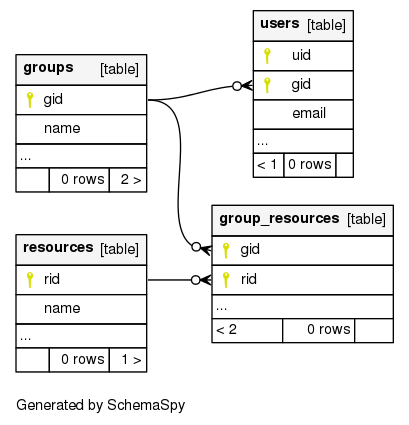 users [table]
uid
gid
email
...
< 1 0 rows
groups [table]
gid
name
...
0 rows 2 >
group_resources [table]
gid
rid
...
< 2 0 rows
resources [table]
rid
name
...
0 rows 1 >
Generated by SchemaSpy